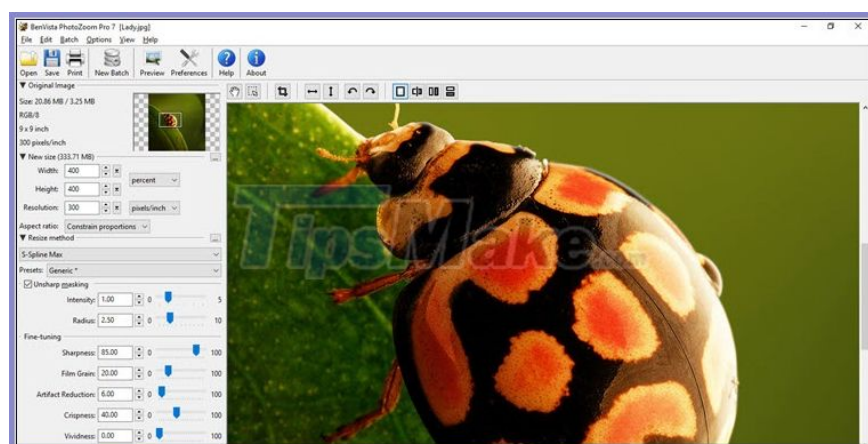 BenVista PhotoZoom Pro 7 [Lady.jpg]
File Edit Batch Options View Help
Open Save Print New Batch Preview Preferences Help About
Original Image
Size: 20.86 MB / 3.25 MB
RGB/8
9 x 9 inch
300 pixels/inch
New size (333.71 MB)
Width: 400
percent
Height: 400
Resolution: 300 pixels/inch
Aspect ratio: Constrain proportions
Resize method
S-Spline Max
Presets: Generic *
Unsharp masking
Intensity: 1.00 0 5
Radius: 2.50 0 10
Fine-tuning
Sharpness: 85.00 0 100
Film Grain: 20.00 0 100
Artifact Reduction: 6.00 0 100
Crispness: 40.00 0 100
Vividness: 0.00 0 100
TipsMake.com